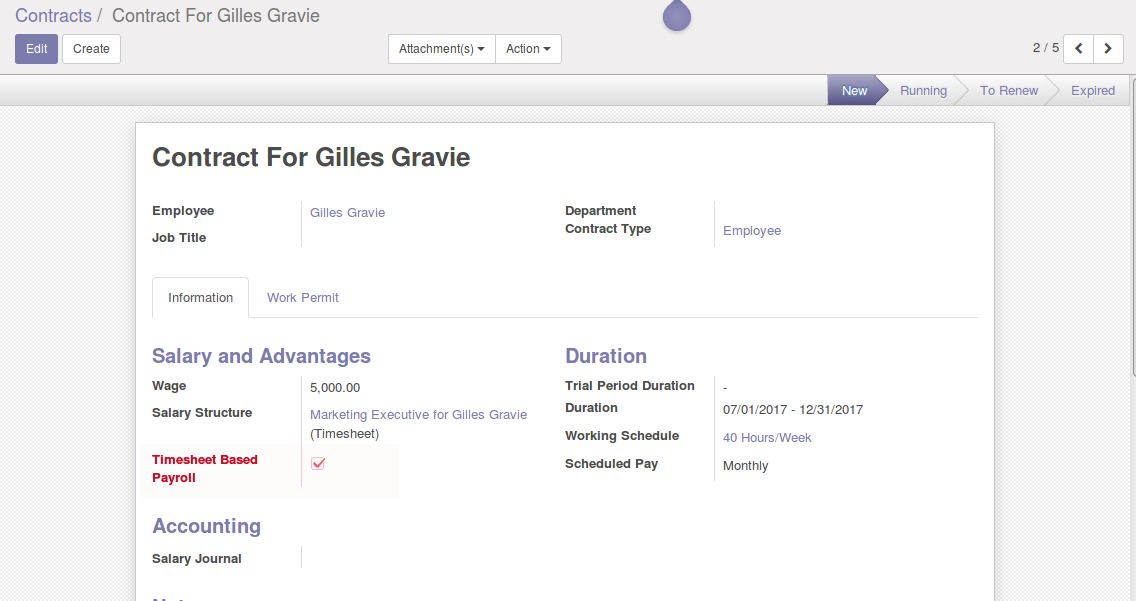 Contracts / Contract For Gilles Gravie
Edit Create Attachment(s) Action 2 / 5
New Running To Renew Expired
Contract For Gilles Gravie
Employee Gilles Gravie
Job Title
Department
Contract Type Employee
Information Work Permit
Salary and Advantages
Wage 5,000.00
Salary Structure Marketing Executive for Gilles Gravie
(Timesheet)
Timesheet Based
Payroll
Duration
Trial Period Duration -
Duration 07/01/2017 - 12/31/2017
Working Schedule 40 Hours/Week
Scheduled Pay Monthly
Accounting
Salary Journal